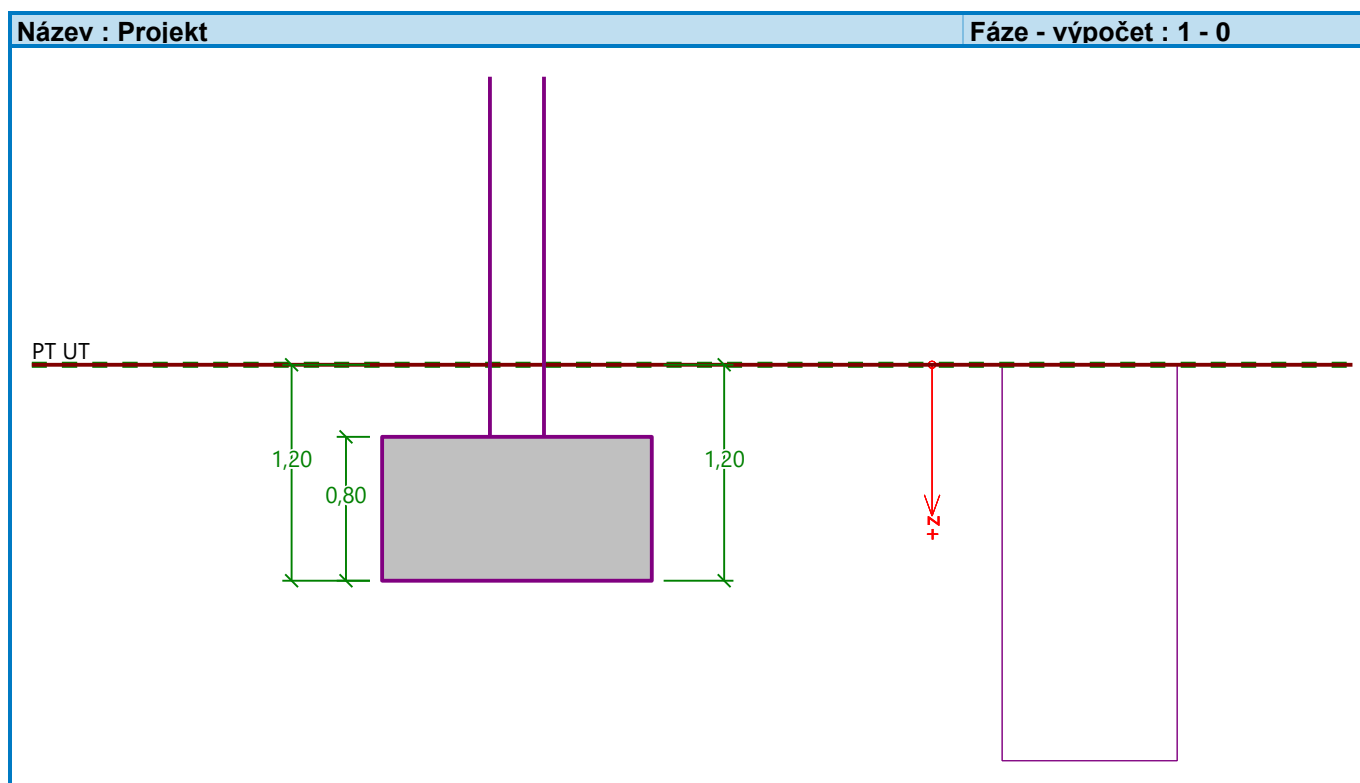 Název : Projekt
Fáze - výpočet : 1 - 0
PT UT
1,20
1,20
0,80
+z